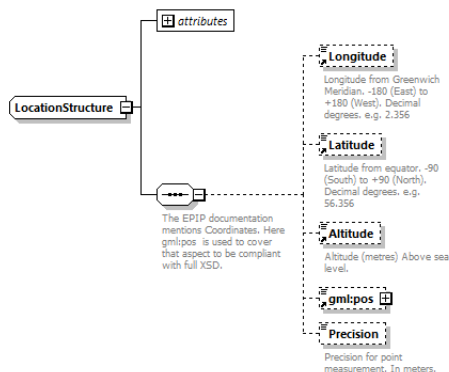 attributes
LocationStructure
The EPIP documentation
mentions Coordinates. Here
gml:pos is used to cover
that aspect to be compliant
with full XSD.
Longitude
Longitude from Greenwich
Meridian. -180 (East) to
+180 (West). Decimal
degrees. e.g. 2.356
Latitude
Latitude from equator. -90
(South) to +90 (North).
Decimal degrees. e.g.
56.356
Altitude
Altitude (metres) Above sea
level.
gml:pos
Precision
Precision for point
measurement. In meters.